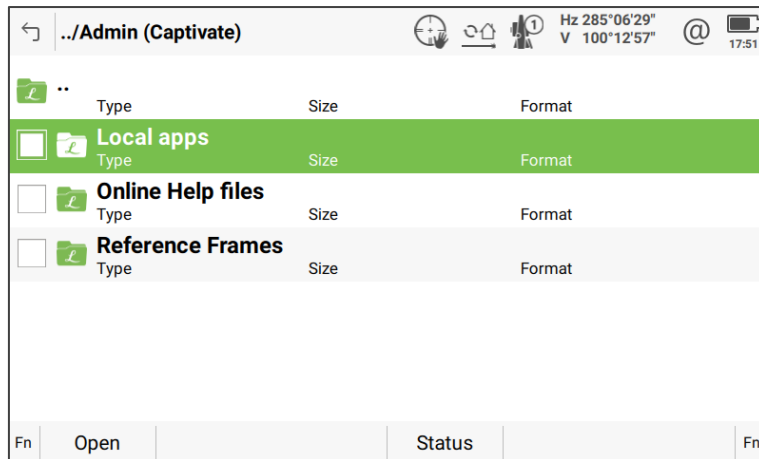 ../Admin (Captivate)
1
Hz 285°06'29"
V 100°12'57"
@
17:51
..
Type Size Format
Local apps
Type Size Format
Online Help files
Type Size Format
Reference Frames
Type Size Format
Fn Open Status Fn